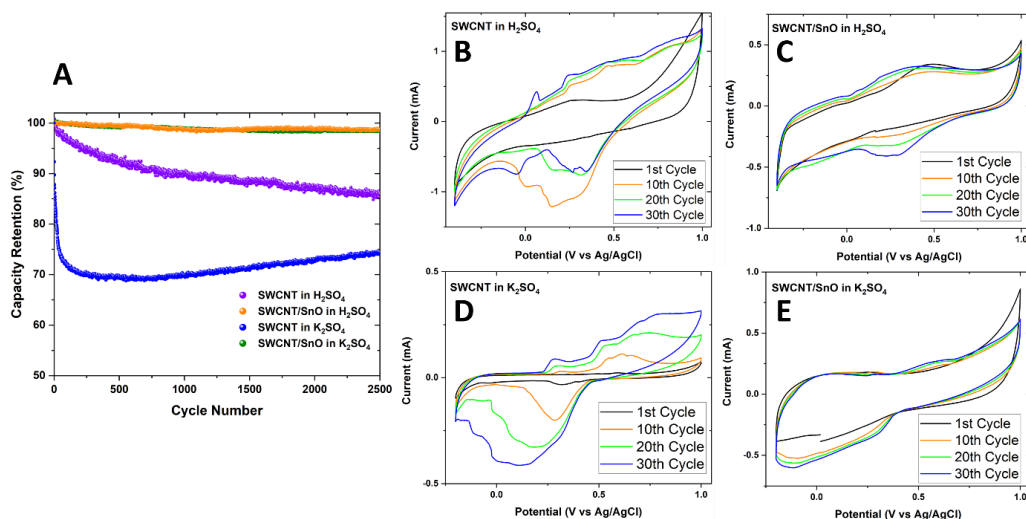 A
Capacity Retention (%)
100
90
80
70
60
50
0
500
1000
1500
2000
2500
Cycle Number
SWCNT in H₂SO₄
SWCNT/SnO in H₂SO₄
SWCNT in K₂SO₄
SWCNT/SnO in K₂SO₄
B
SWCNT in H₂SO₄
Current (mA)
1
0
-1
0.0
0.5
1.0
Potential (V vs Ag/AgCl)
1st Cycle
10th Cycle
20th Cycle
30th Cycle
C
SWCNT/SnO in H₂SO₄
Current (mA)
0.5
0.0
-0.5
-1.0
0.0
0.5
1.0
Potential (V vs Ag/AgCl)
1st Cycle
10th Cycle
20th Cycle
30th Cycle
D
SWCNT in K₂SO₄
Current (mA)
0.5
0.0
-0.5
0.0
0.5
1.0
Potential (V vs Ag/AgCl)
1st Cycle
10th Cycle
20th Cycle
30th Cycle
E
SWCNT/SnO in K₂SO₄
Current (mA)
1.0
0.5
0.0
-0.5
0.0
0.5
1.0
Potential (V vs Ag/AgCl)
1st Cycle
10th Cycle
20th Cycle
30th Cycle